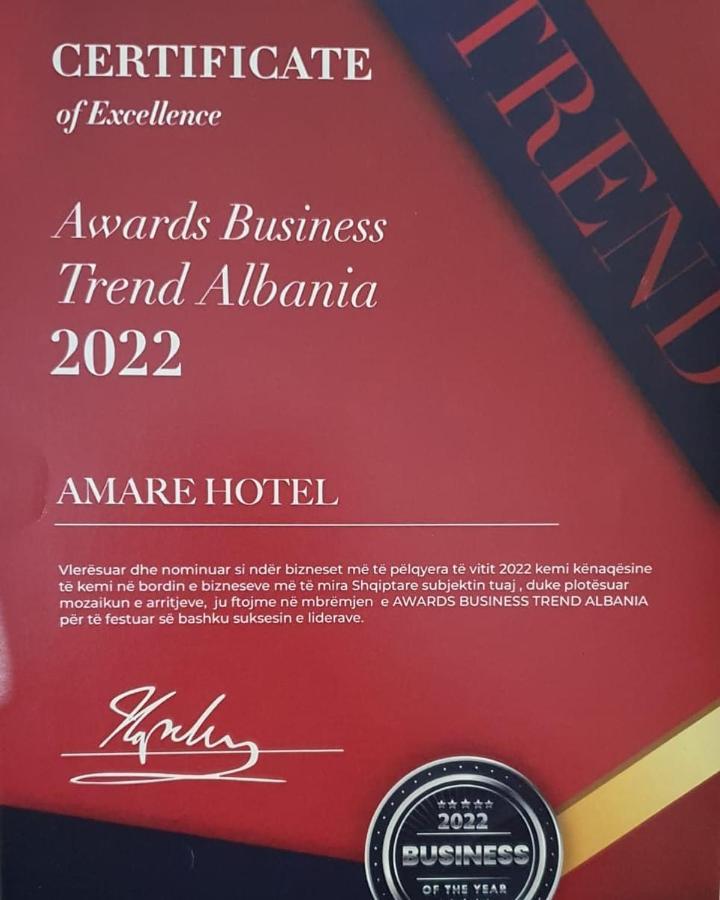 CERTIFICATE
of Excellence
TREND
Awards Business
Trend Albania
2022
AMARE HOTEL
Vlerësuar dhe nominuar si ndër bizneset më të pëlqyera të vitit 2022 kemi kënaqësine
të kemi në bordin e bizneseve më të mira Shqiptare subjektin tuaj , duke plotësuar
mozaikun e arritjeve, ju ftojme në mbrëmjen e AWARDS BUSINESS TREND ALBANIA
për të festuar së bashku suksesin e liderave.
2022
BUSINESS
OF THE YEAR